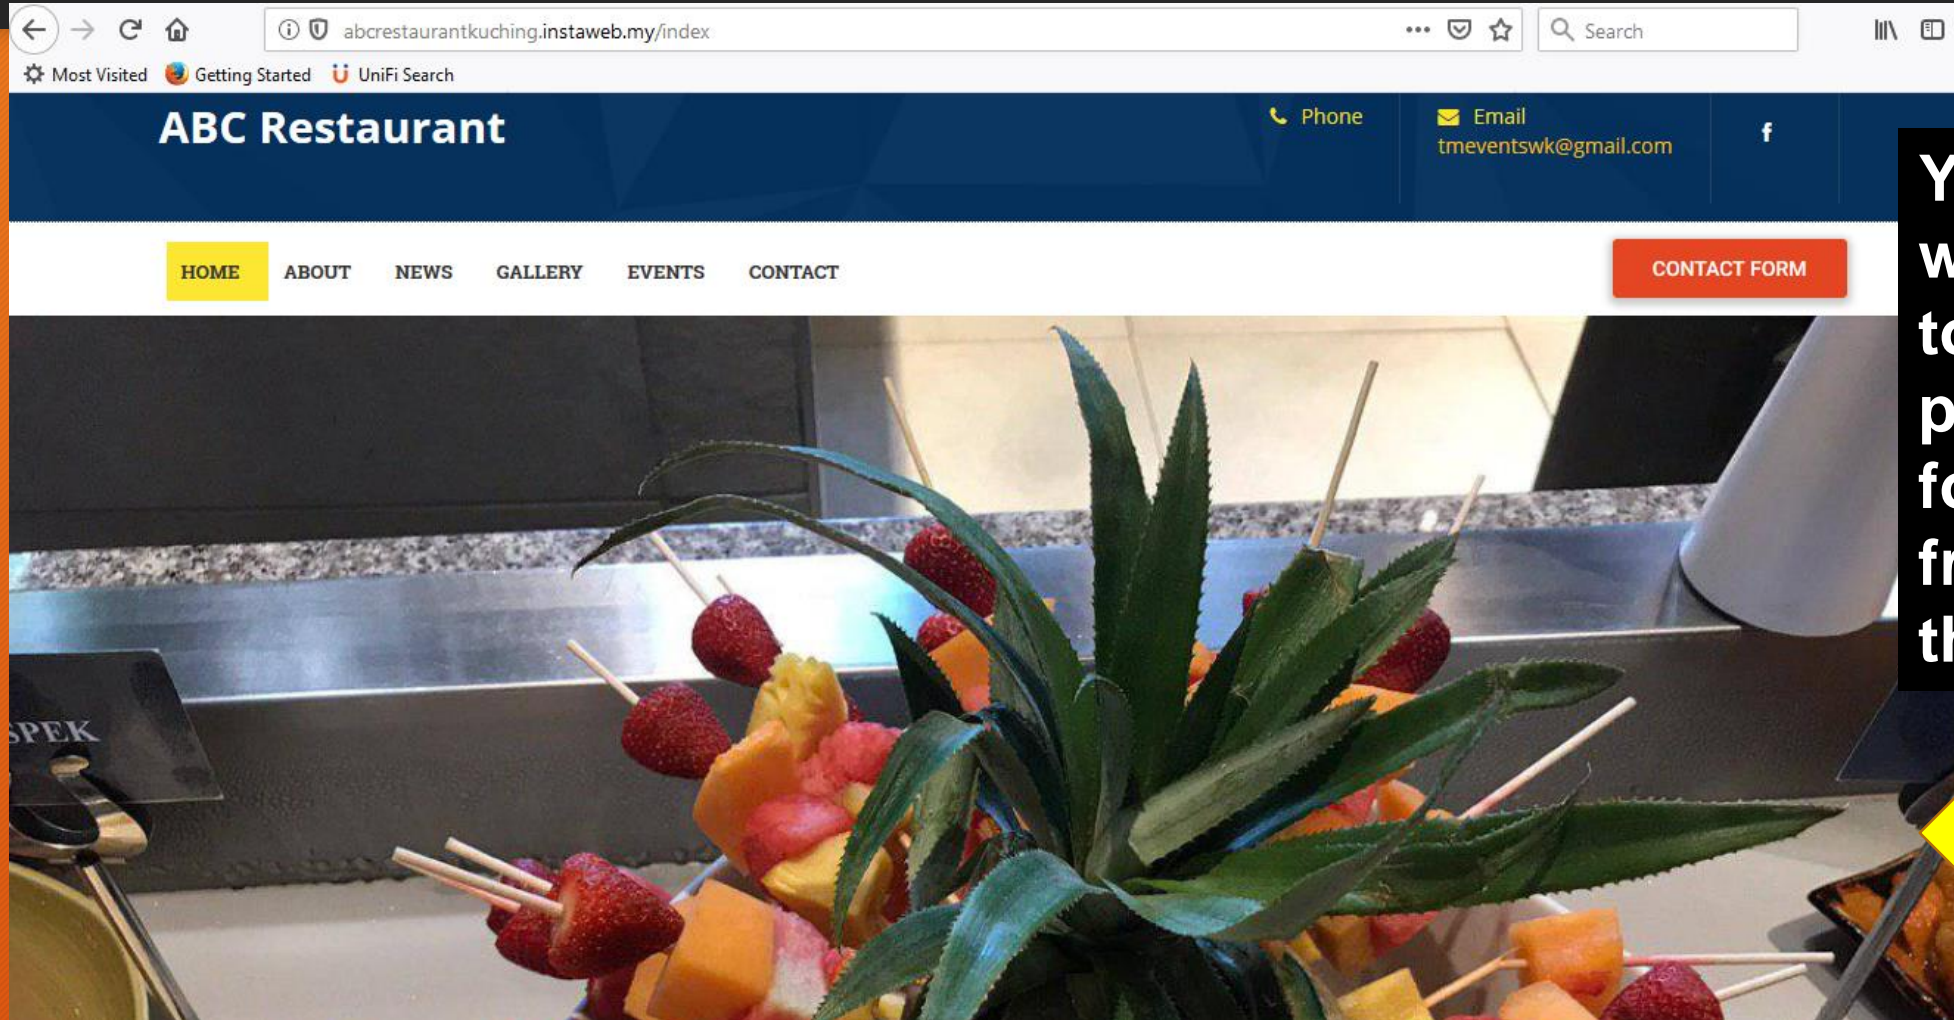 abcrestaurantkuching.instaweb.my/index
Search
Most Visited Getting Started UniFi Search
ABC Restaurant
Phone
Email
tmeventswk@gmail.com
f
HOME ABOUT NEWS GALLERY EVENTS CONTACT
CONTACT FORM
SPEK